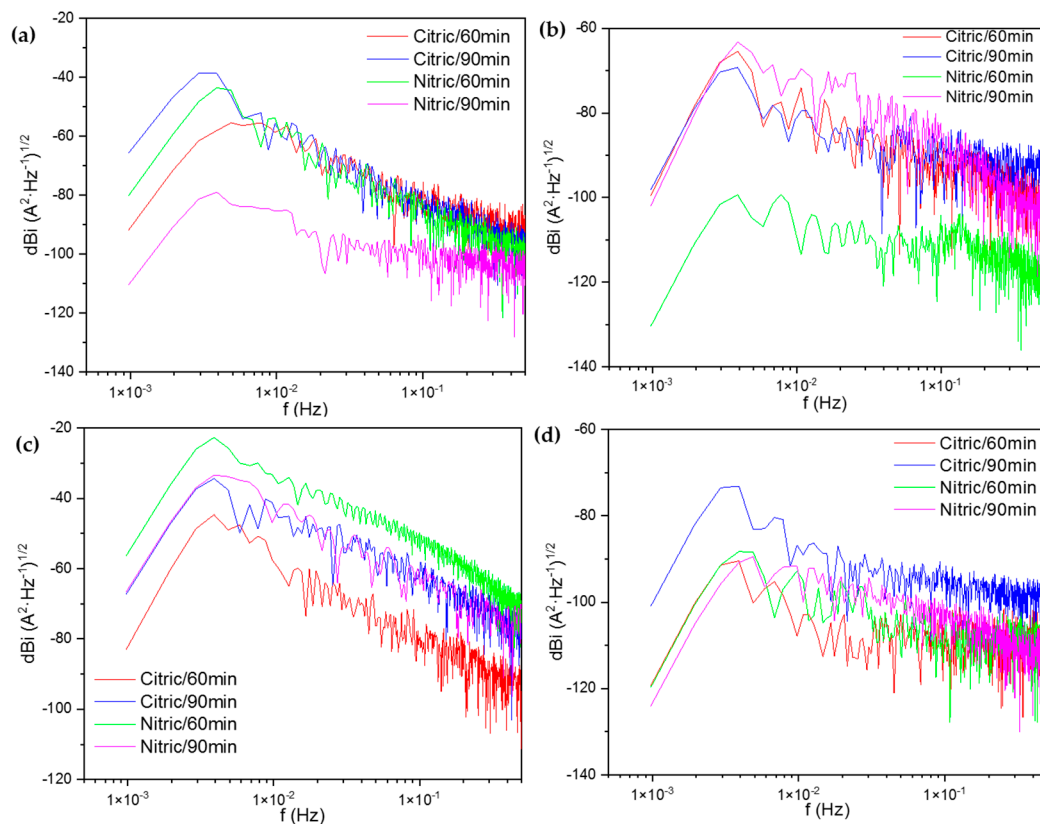 (a)
-20
-40
-60
-80
-100
-120
-140
dBi (A²·Hz⁻¹)¹/²
Citric/60min
Citric/90min
Nitric/60min
Nitric/90min
1×10⁻³ 1×10⁻² 1×10⁻¹
f (Hz)
(b)
-60
-80
-100
-120
-140
dBi (A²·Hz⁻¹)¹/²
Citric/60min
Citric/90min
Nitric/60min
Nitric/90min
1×10⁻³ 1×10⁻² 1×10⁻¹
f (Hz)
(c)
-20
-40
-60
-80
-100
-120
dBi (A²·Hz⁻¹)¹/²
Citric/60min
Citric/90min
Nitric/60min
Nitric/90min
1×10⁻³ 1×10⁻² 1×10⁻¹
f (Hz)
(d)
-60
-80
-100
-120
-140
dBi (A²·Hz⁻¹)¹/²
Citric/60min
Citric/90min
Nitric/60min
Nitric/90min
1×10⁻³ 1×10⁻² 1×10⁻¹
f (Hz)